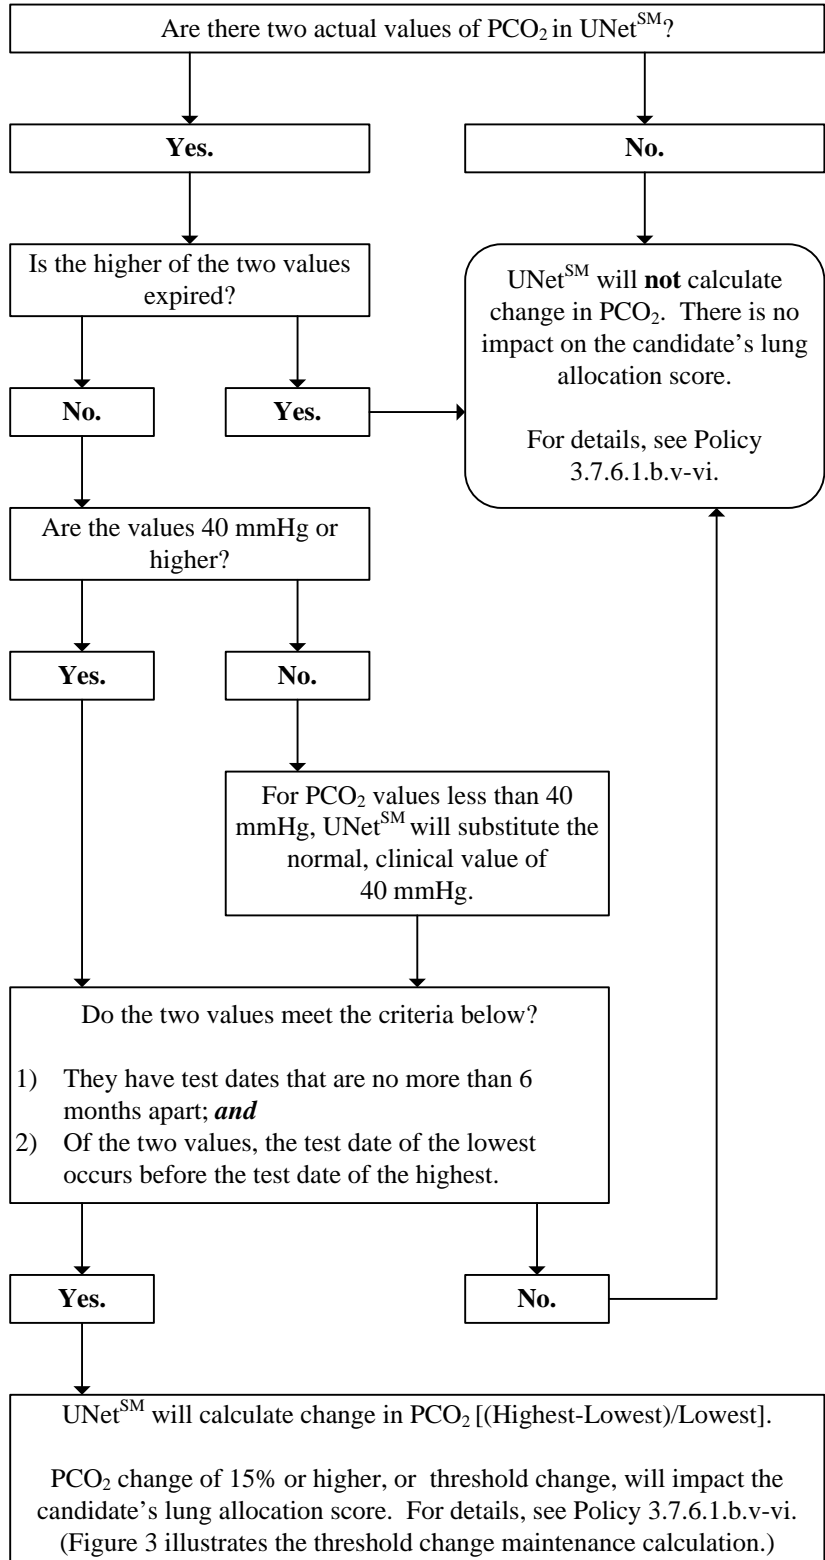 Are there two actual values of PCO₂ in UNet^SM?
Yes.
No.
Is the higher of the two values
expired?
UNet^SM will not calculate
change in PCO₂. There is no
impact on the candidate's lung
allocation score.
For details, see Policy
3.7.6.1.b.v-vi.
No.
Yes.
Are the values 40 mmHg or
higher?
Yes.
No.
For PCO₂ values less than 40
mmHg, UNet^SM will substitute the
normal, clinical value of
40 mmHg.
Do the two values meet the criteria below?
1) They have test dates that are no more than 6
months apart; and
2) Of the two values, the test date of the lowest
occurs before the test date of the highest.
Yes.
No.
UNet^SM will calculate change in PCO₂ [(Highest-Lowest)/Lowest].
PCO₂ change of 15% or higher, or threshold change, will impact the
candidate's lung allocation score. For details, see Policy 3.7.6.1.b.v-vi.
(Figure 3 illustrates the threshold change maintenance calculation.)